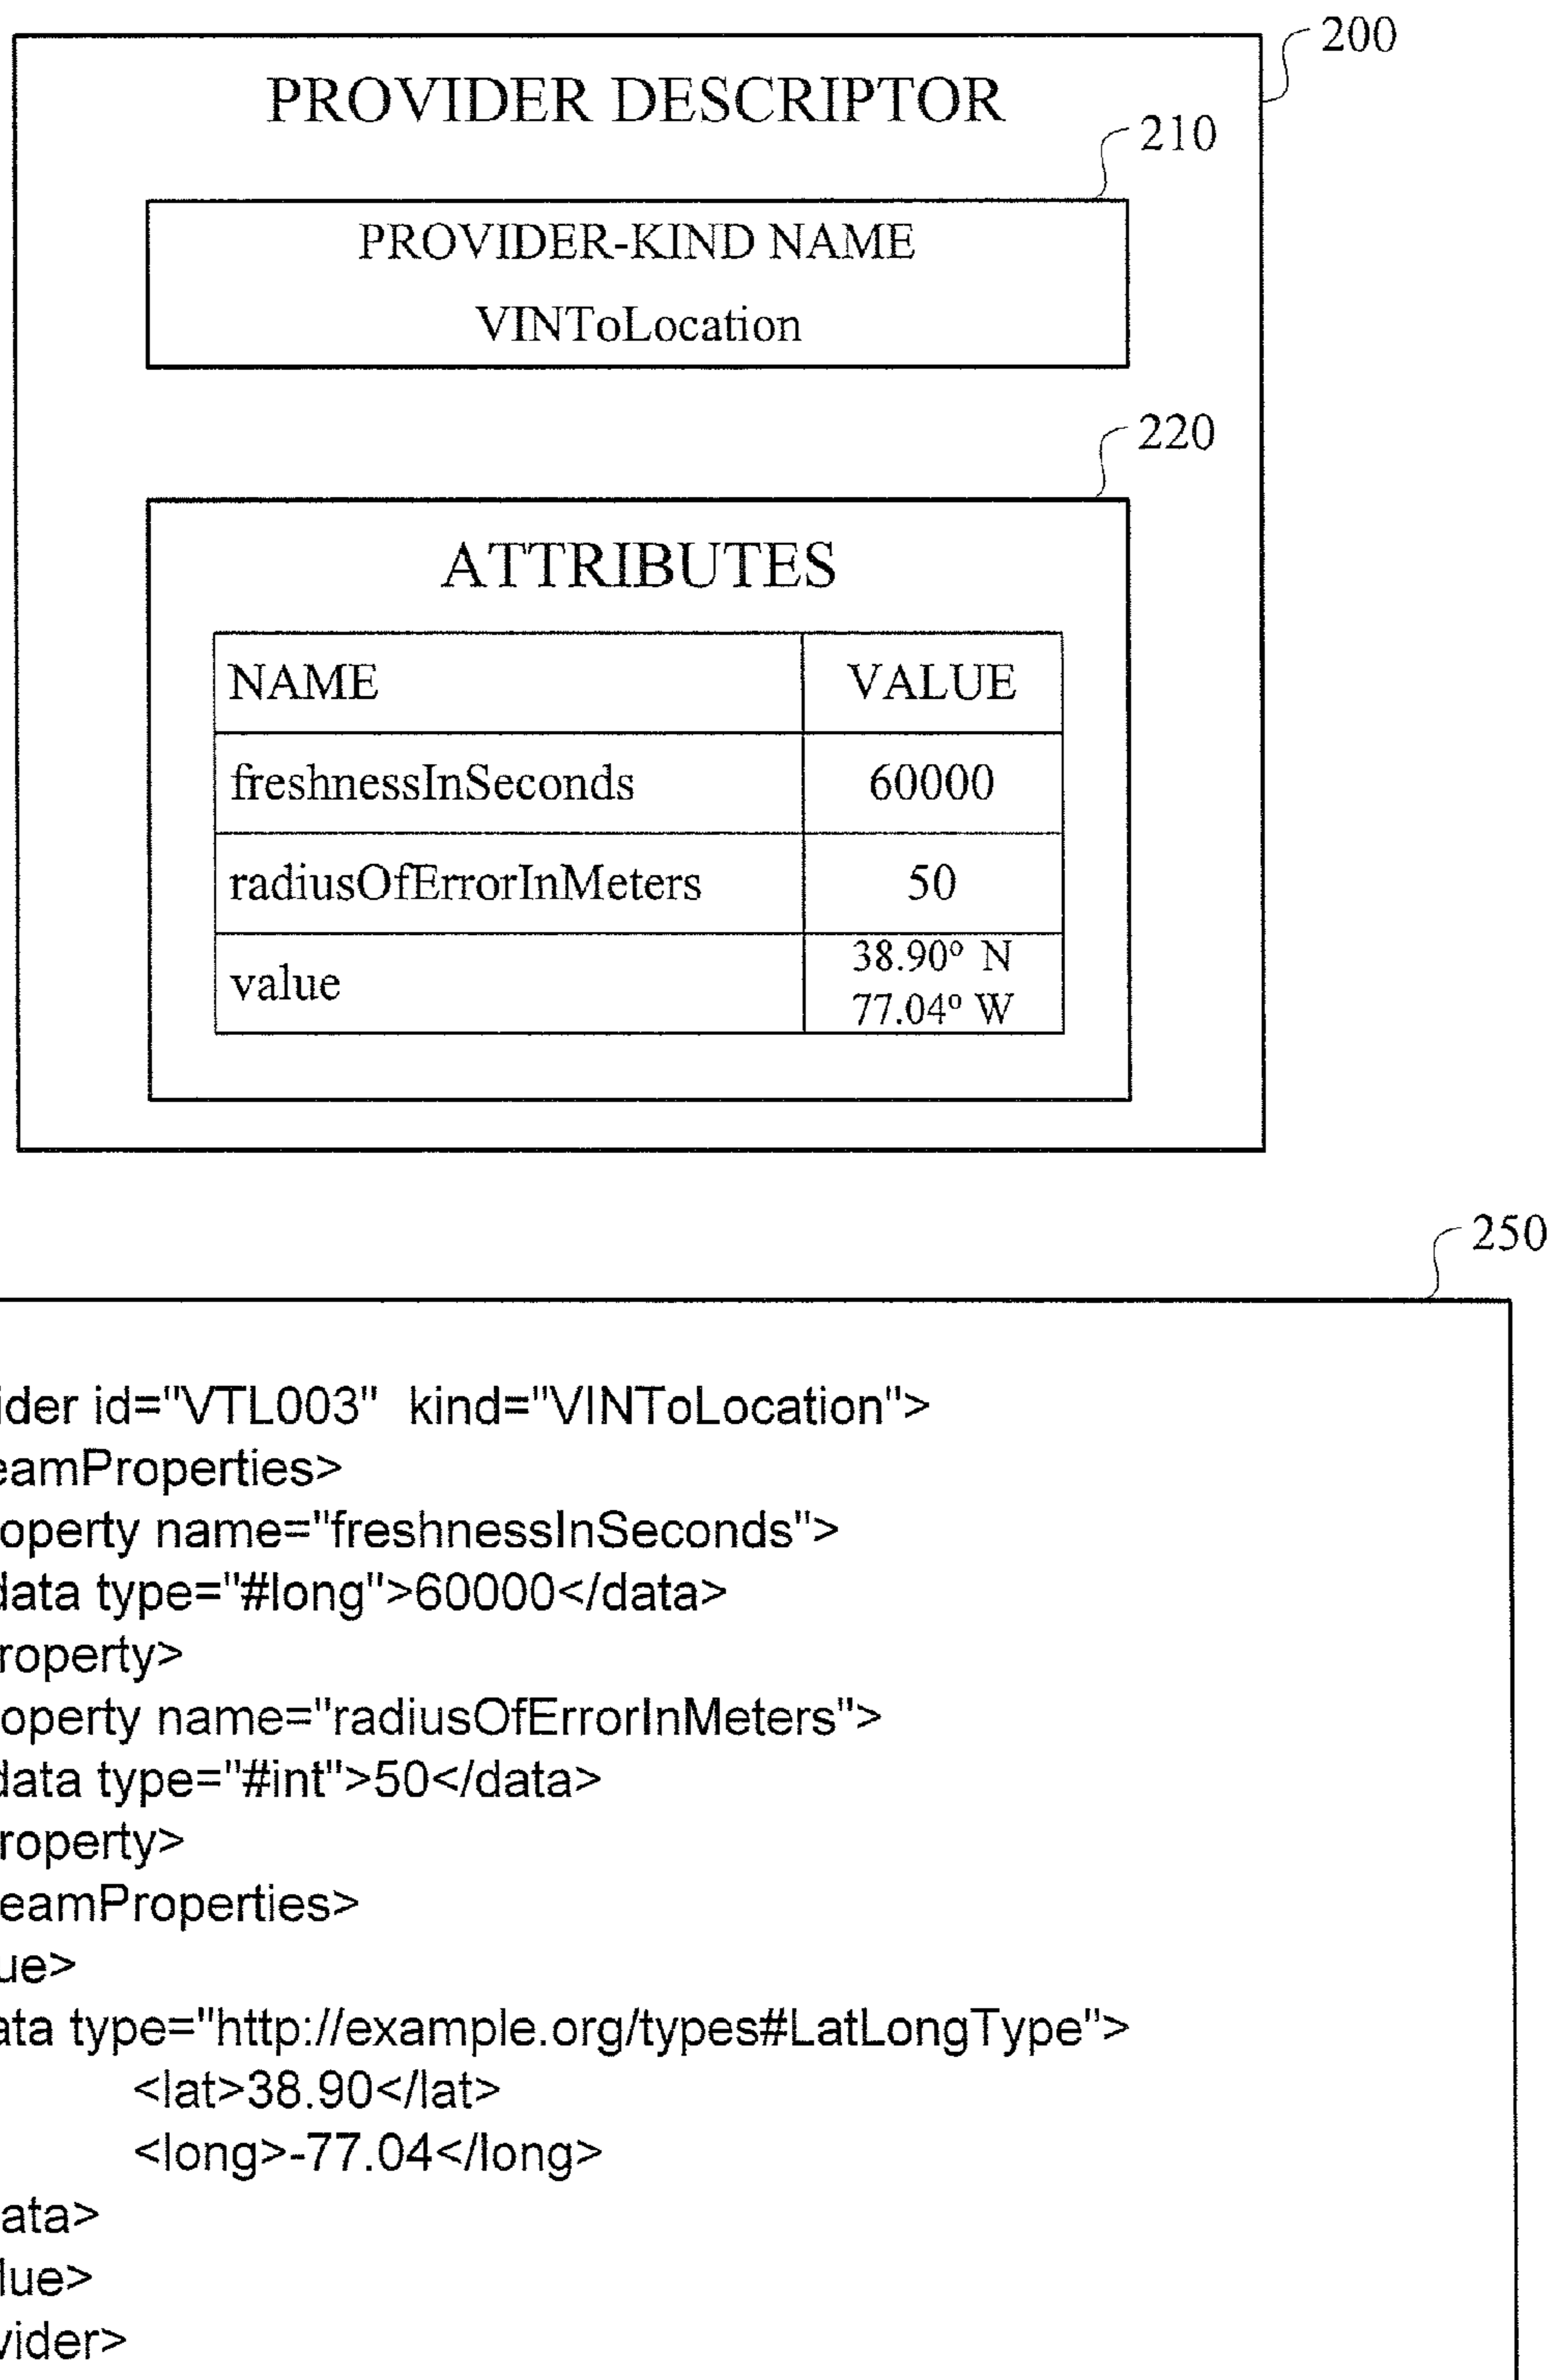 200
PROVIDER DESCRIPTOR
210
PROVIDER-KIND NAME
VINToLocation
220
ATTRIBUTES
NAME VALUE
freshnessInSeconds 60000
radiusOfErrorInMeters 50
value 38.90º N
77.04º W
250
ider id="VTL003" kind="VINToLocation">
eamProperties>
operty name="freshnessInSeconds">
data type="#long">60000</data>
roperty>
operty name="radiusOfErrorInMeters">
data type="#int">50</data>
roperty>
eamProperties>
ue>
ata type="http://example.org/types#LatLongType">
<lat>38.90</lat>
<long>-77.04</long>
ata>
lue>
vider>